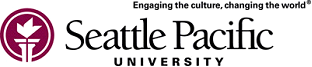 Engaging the culture, changing the world®
Seattle Pacific
UNIVERSITY